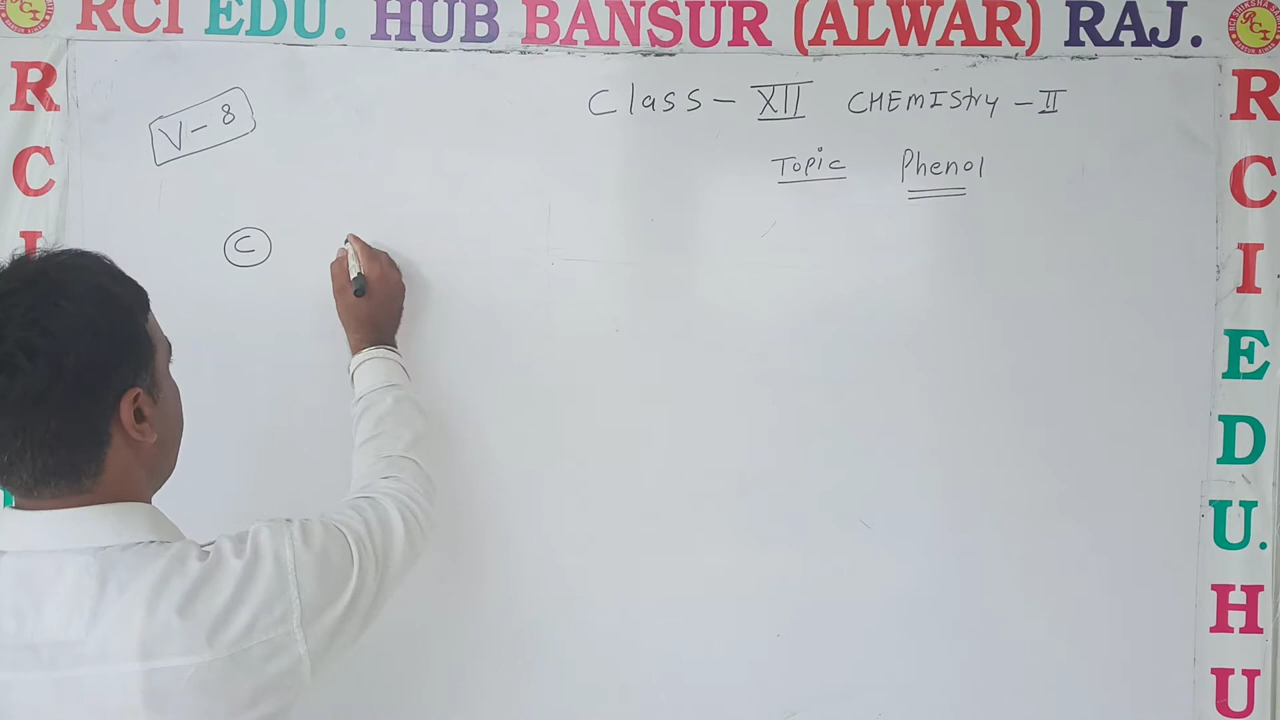 RCI EDU. HUB BANSUR (ALWAR) RAJ.
R
C
I
V-8
Class - XII CHEMIStry - II
Topic Phenol
C
R
C
I
E
D
U.
H
U